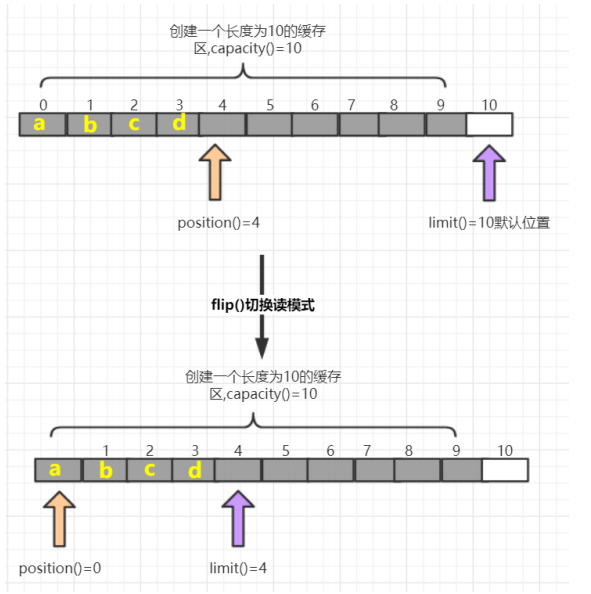 创建一个长度为10的缓存
区,capacity()=10
0 1 2 3 4 5 6 7 8 9 10
a b c d
position()=4 limit()=10默认位置
flip()切换读模式
创建一个长度为10的缓存
区,capacity()=10
1 2 3 4 5 6 7 8 9 10
a b c d
position()=0 limit()=4